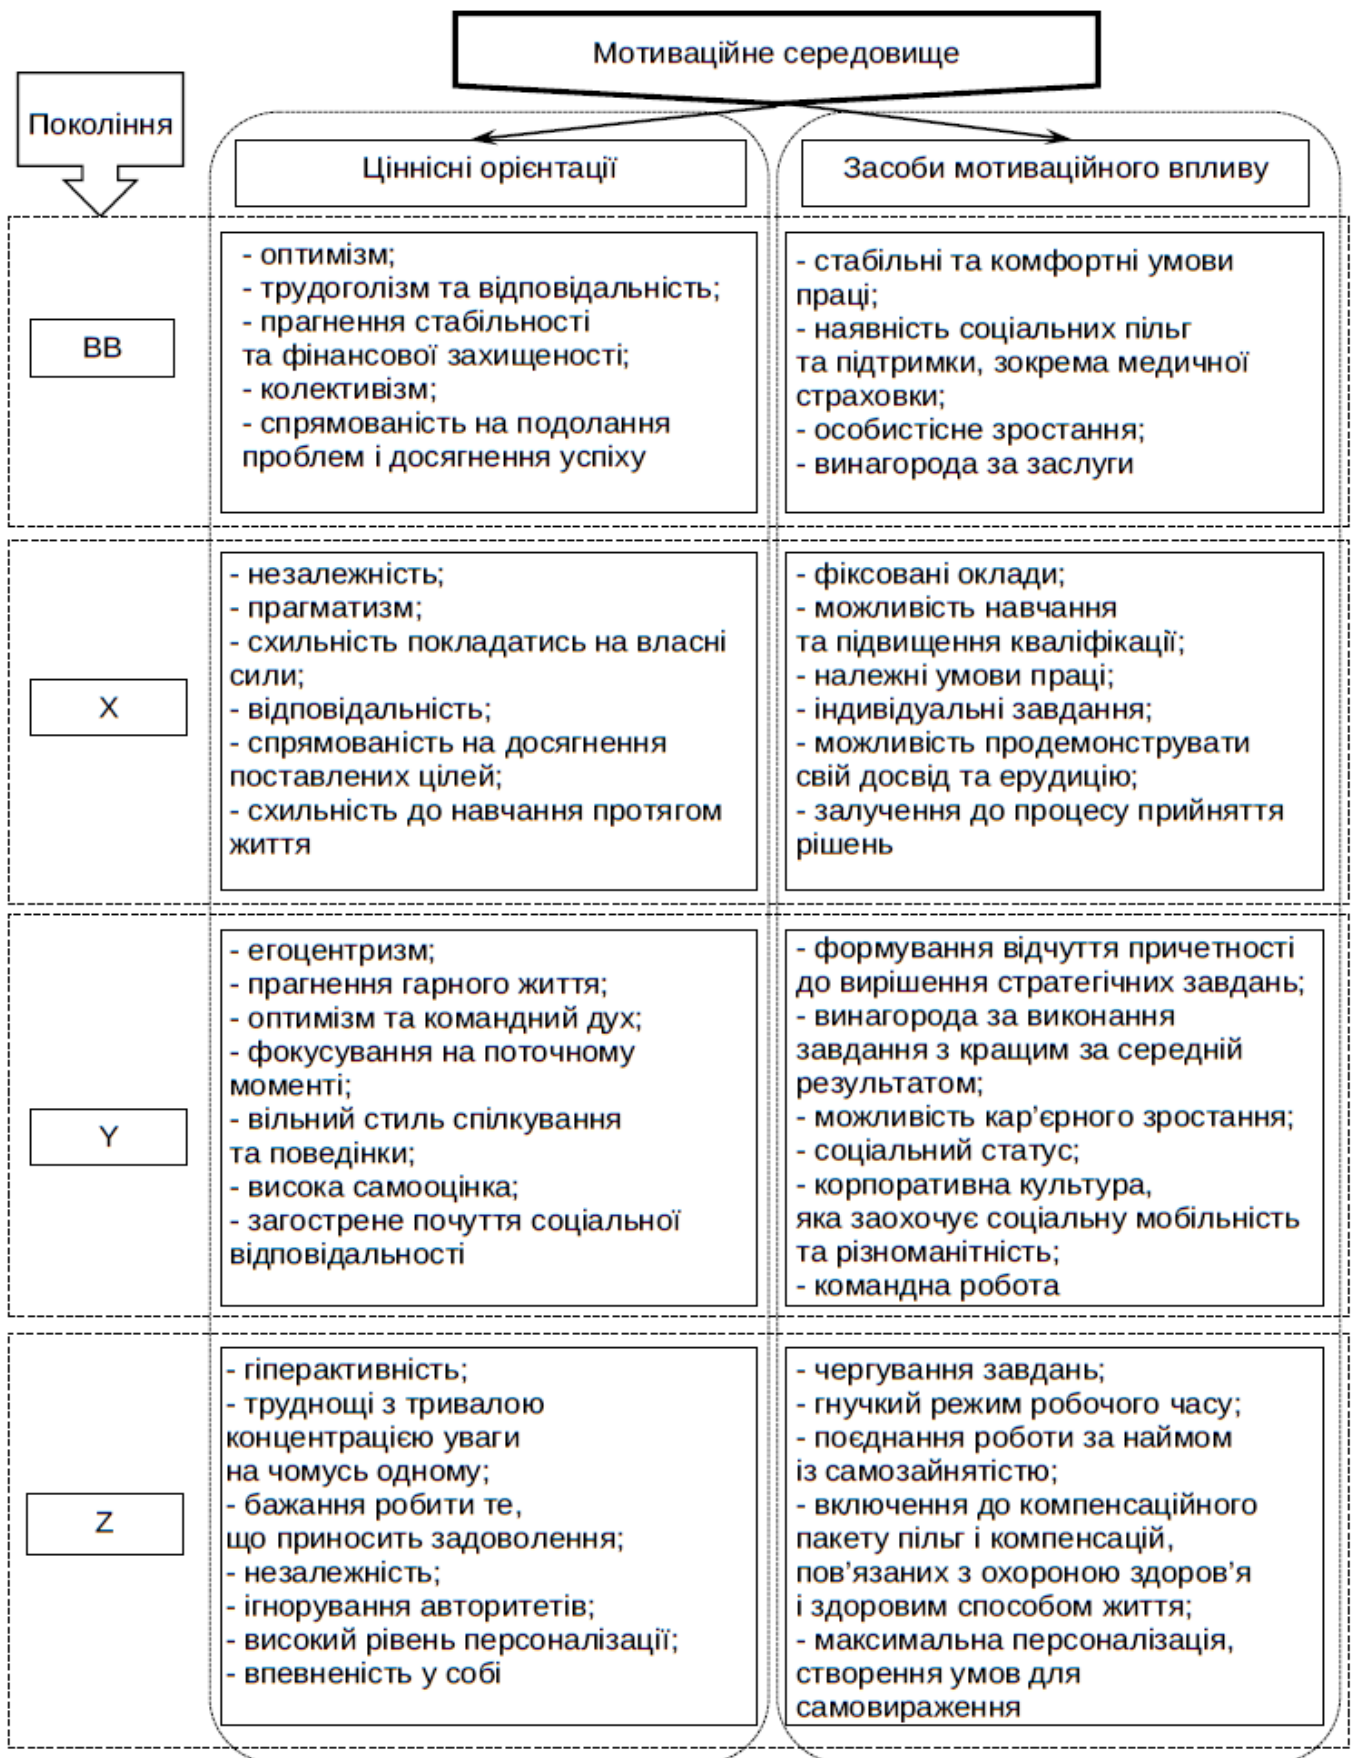 Мотиваційне середовище
Покоління
Ціннісні орієнтації
Засоби мотиваційного впливу
BB
- оптимізм;
- трудоголізм та відповідальність;
- прагнення стабільності
та фінансової захищеності;
- колективізм;
- спрямованість на подолання
проблем і досягнення успіху
- стабільні та комфортні умови
праці;
- наявність соціальних пільг
та підтримки, зокрема медичної
страховки;
- особистісне зростання;
- винагорода за заслуги
X
- незалежність;
- прагматизм;
- схильність покладатись на власні
сили;
- відповідальність;
- спрямованість на досягнення
поставлених цілей;
- схильність до навчання протягом
життя
- фіксовані оклади;
- можливість навчання
та підвищення кваліфікації;
- належні умови праці;
- індивідуальні завдання;
- можливість продемонструвати
свій досвід та ерудицію;
- залучення до процесу прийняття
рішень
Y
- егоцентризм;
- прагнення гарного життя;
- оптимізм та командний дух;
- фокусування на поточному
моменті;
- вільний стиль спілкування
та поведінки;
- висока самооцінка;
- загострене почуття соціальної
відповідальності
- формування відчуття причетності
до вирішення стратегічних завдань;
- винагорода за виконання
завдання з кращим за середній
результатом;
- можливість кар’єрного зростання;
- соціальний статус;
- корпоративна культура,
яка заохочує соціальну мобільність
та різноманітність;
- командна робота
Z
- гіперактивність;
- труднощі з тривалою
концентрацією уваги
на чомусь одному;
- бажання робити те,
що приносить задоволення;
- незалежність;
- ігнорування авторитетів;
- високий рівень персоналізації;
- впевненість у собі
- чергування завдань;
- гнучкий режим робочого часу;
- поєднання роботи за наймом
із самозайнятістю;
- включення до компенсаційного
пакету пільг і компенсацій,
пов’язаних з охороною здоров’я
і здоровим способом життя;
- максимальна персоналізація,
створення умов для
самовираження